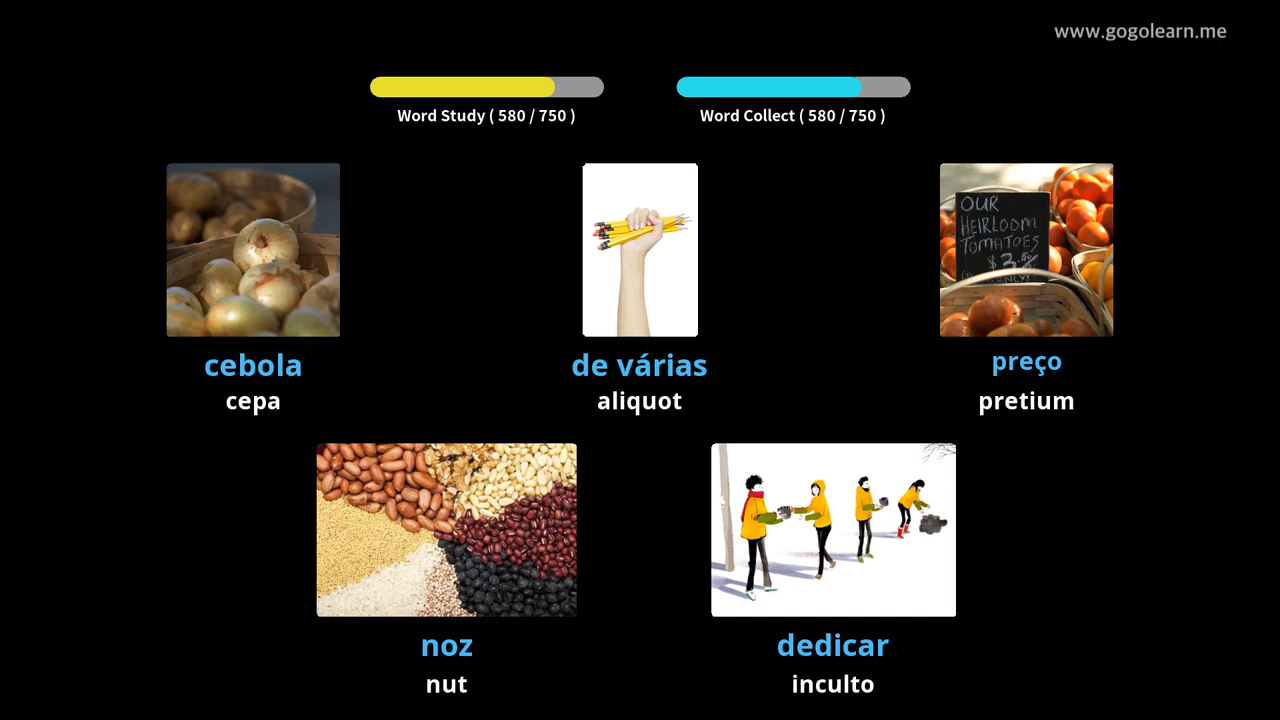 www.gogolearn.me
Word Study ( 580 / 750 )
Word Collect ( 580 / 750 )
OUR
HEIRLOOM
TOMATOES
$3
cebola
de várias
preço
cepa
aliquot
pretium
noz
dedicar
nut
inculto